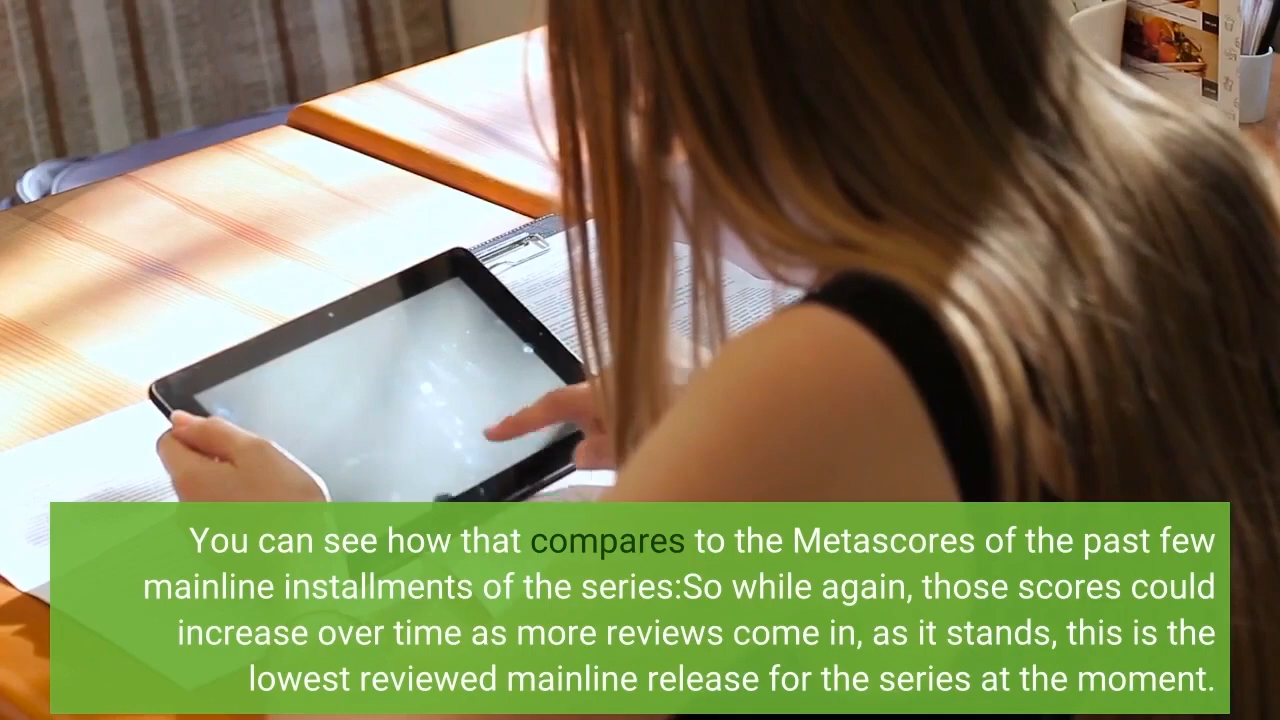 You can see how that compares to the Metascores of the past few
mainline installments of the series:So while again, those scores could
increase over time as more reviews come in, as it stands, this is the
lowest reviewed mainline release for the series at the moment.